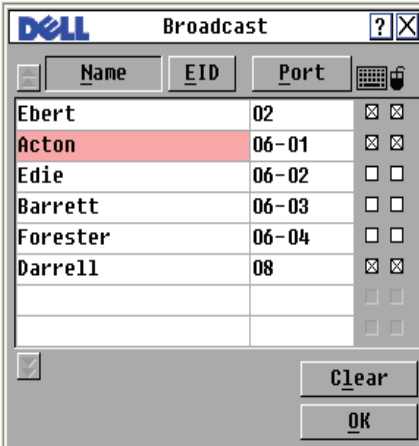 DELL Broadcast ? X
Name EID Port
Ebert 02
Acton 06-01
Edie 06-02
Barrett 06-03
Forester 06-04
Darrell 08
Clear
OK